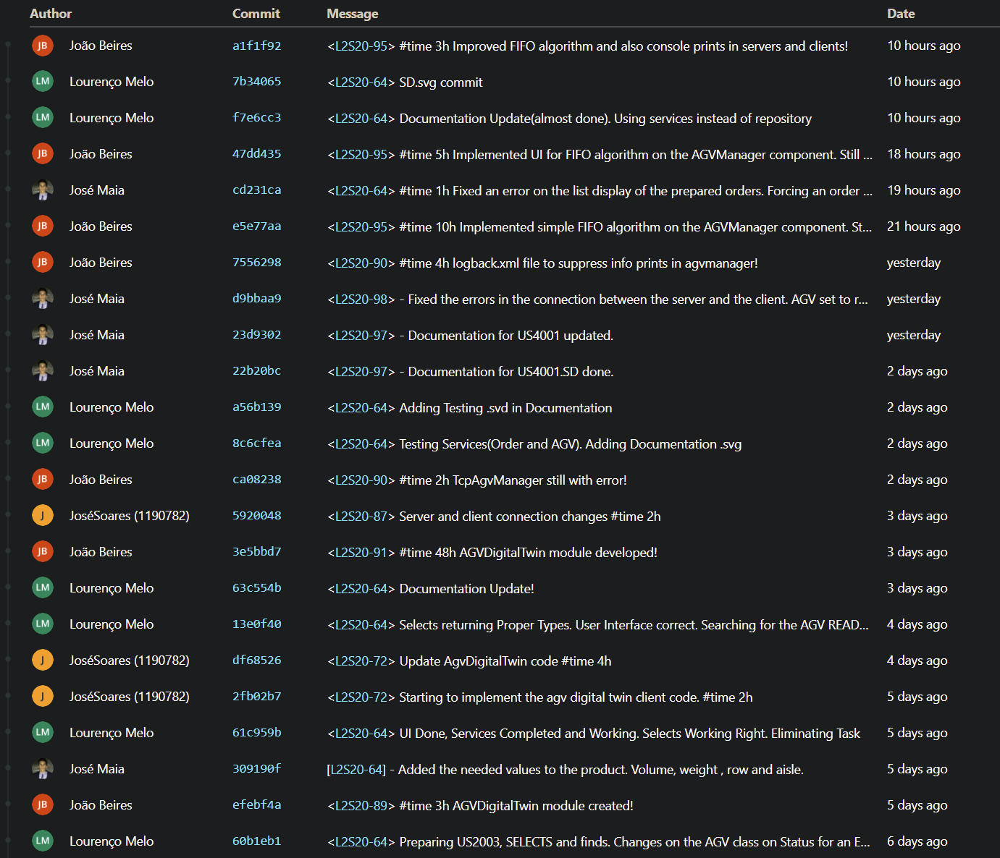 Author Commit Message Date
JB João Beires a1f1f92 <L2S20-95> #time 3h Improved FIFO algorithm and also console prints in servers and clients! 10 hours ago
LM Lourenço Melo 7b34065 <L2S20-64> SD.svg commit 10 hours ago
LM Lourenço Melo f7e6cc3 <L2S20-64> Documentation Update(almost done). Using services instead of repository 10 hours ago
JB João Beires 47dd435 <L2S20-95> #time 5h Implemented UI for FIFO algorithm on the AGVManager component. Still ... 18 hours ago
José Maia cd231ca <L2S20-64> #time 1h Fixed an error on the list display of the prepared orders. Forcing an order ... 19 hours ago
JB João Beires e5e77aa <L2S20-95> #time 10h Implemented simple FIFO algorithm on the AGVManager component. St... 21 hours ago
JB João Beires 7556298 <L2S20-90> #time 4h logback.xml file to suppress info prints in agvmanager! yesterday
José Maia d9bbaa9 <L2S20-98> - Fixed the errors in the connection between the server and the client. AGV set to r... yesterday
José Maia 23d9302 <L2S20-97> - Documentation for US4001 updated. yesterday
José Maia 22b20bc <L2S20-97> - Documentation for US4001.SD done. 2 days ago
LM Lourenço Melo a56b139 <L2S20-64> Adding Testing .svd in Documentation 2 days ago
LM Lourenço Melo 8c6cfea <L2S20-64> Testing Services(Order and AGV). Adding Documentation .svg 2 days ago
JB João Beires ca08238 <L2S20-90> #time 2h TcpAgvManager still with error! 2 days ago
J JoséSoares (1190782) 5920048 <L2S20-87> Server and client connection changes #time 2h 3 days ago
JB João Beires 3e5bbd7 <L2S20-91> #time 48h AGVDigitalTwin module developed! 3 days ago
LM Lourenço Melo 63c554b <L2S20-64> Documentation Update! 3 days ago
LM Lourenço Melo 13e0f40 <L2S20-64> Selects returning Proper Types. User Interface correct. Searching for the AGV READ... 4 days ago
J JoséSoares (1190782) df68526 <L2S20-72> Update AgvDigitalTwin code #time 4h 4 days ago
J JoséSoares (1190782) 2fb02b7 <L2S20-72> Starting to implement the agv digital twin client code. #time 2h 5 days ago
LM Lourenço Melo 61c959b <L2S20-64> UI Done, Services Completed and Working. Selects Working Right. Eliminating Task 5 days ago
José Maia 309190f [L2S20-64] - Added the needed values to the product. Volume, weight , row and aisle. 5 days ago
JB João Beires efebf4a <L2S20-89> #time 3h AGVDigitalTwin module created! 5 days ago
LM Lourenço Melo 60b1eb1 <L2S20-64> Preparing US2003, SELECTS and finds. Changes on the AGV class on Status for an E... 6 days ago